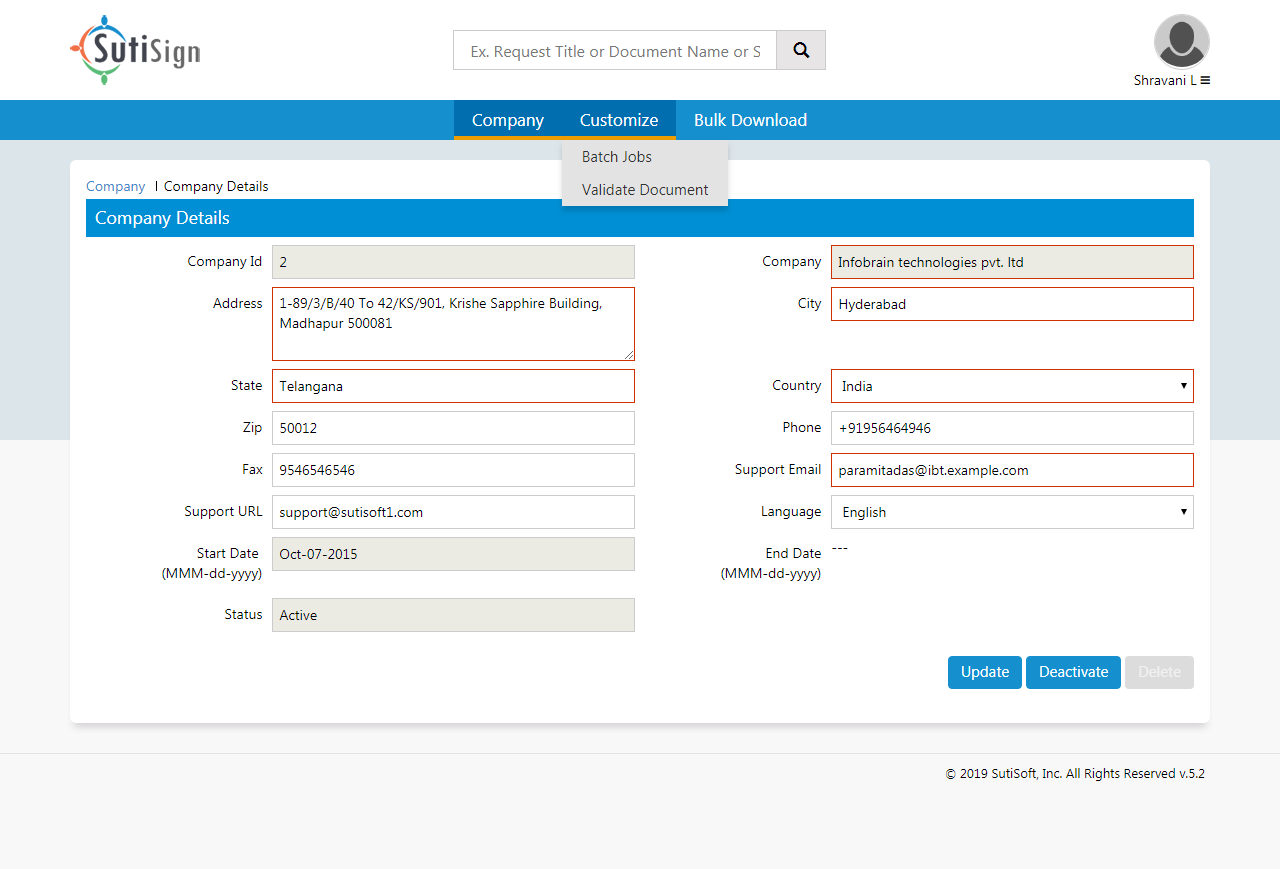 SutiSign
Ex. Request Title or Document Name or S
Shravani L
Company Customize Bulk Download
Batch Jobs
Validate Document
Company | Company Details
Company Details
Company Id 2
Company Infobrain technologies pvt. ltd
Address 1-89/3/B/40 To 42/KS/901, Krishe Sapphire Building,
Madhapur 500081
City Hyderabad
State Telangana
Country India
Zip 50012
Phone +91956464946
Fax 9546546546
Support Email paramitadas@ibt.example.com
Support URL support@sutisoft1.com
Language English
Start Date Oct-07-2015
(MMM-dd-yyyy)
End Date ---
(MMM-dd-yyyy)
Status Active
Update Deactivate Delete
© 2019 SutiSoft, Inc. All Rights Reserved v.5.2